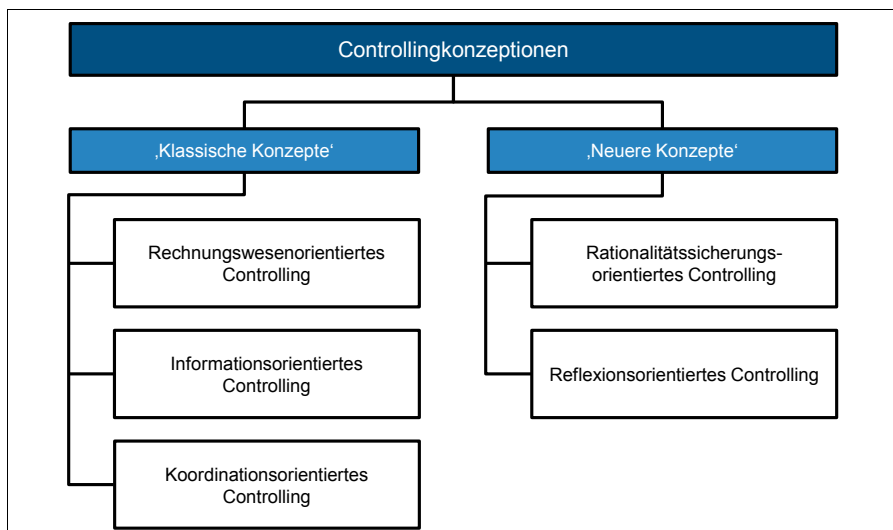 Controllingkonzeptionen
‚Klassische Konzepte‘
‚Neuere Konzepte‘
Rechnungswesenorientiertes
Controlling
Informationsorientiertes
Controlling
Koordinationsorientiertes
Controlling
Rationalitätssicherungs-
orientiertes Controlling
Reflexionsorientiertes Controlling